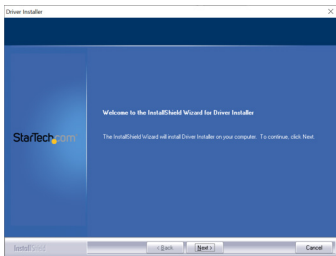 Driver Installer
Welcome to the InstallShield Wizard for Driver Installer
The InstallShield Wizard will install Driver Installer on your computer. To continue, click Next.
StarTech.com
InstallShield
< Back
Next >
Cancel